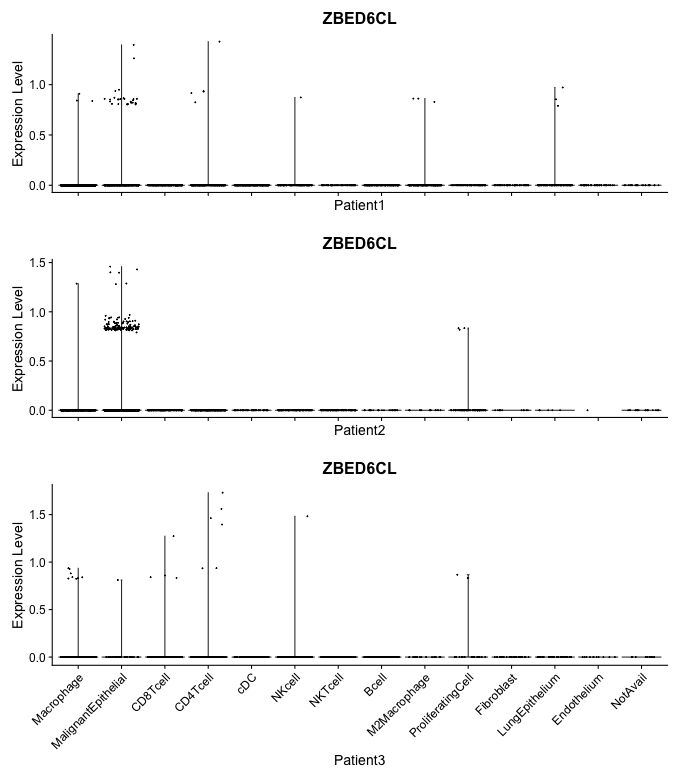 ZBED6CL
Expression Level
1.0
0.5
0.0
Patient1
ZBED6CL
Expression Level
1.5
1.0
0.5
0.0
Patient2
ZBED6CL
Expression Level
1.5
1.0
0.5
0.0
Macrophage
MalignantEpithelial
CD8Tcell
CD4Tcell
cDC
NKcell
NKTcell
Bcell
M2Macrophage
ProliferatingCell
Fibroblast
LungEpithelium
Endothelium
NotAvail
Patient3